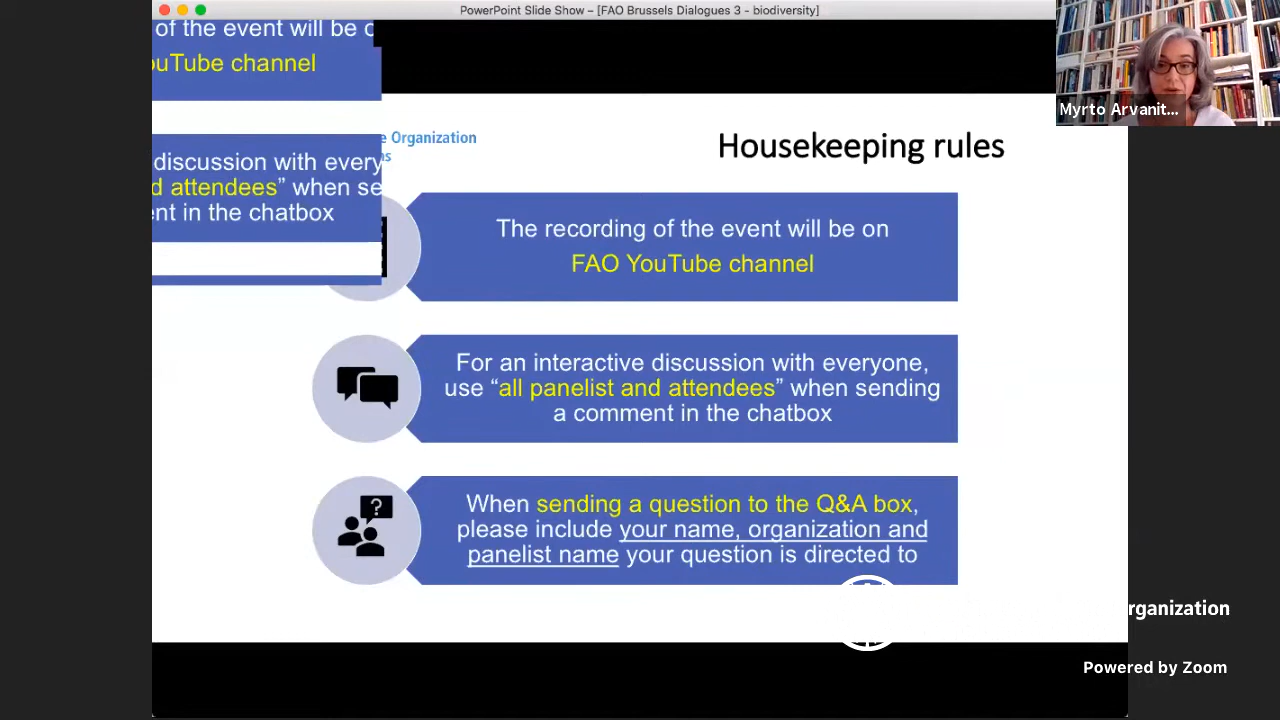 PowerPoint Slide Show – [FAO Brussels Dialogues 3 - biodiversity]
of the event will be
uTube channel
discussion with every
d attendees” when se
ent in the chatbox
e Organization
ns
Housekeeping rules
Myrto Arvanit...
The recording of the event will be on
FAO YouTube channel
For an interactive discussion with everyone,
use “all panelist and attendees” when sending
a comment in the chatbox
?
When sending a question to the Q&A box,
please include your name, organization and
panelist name your question is directed to
rganization
Powered by Zoom